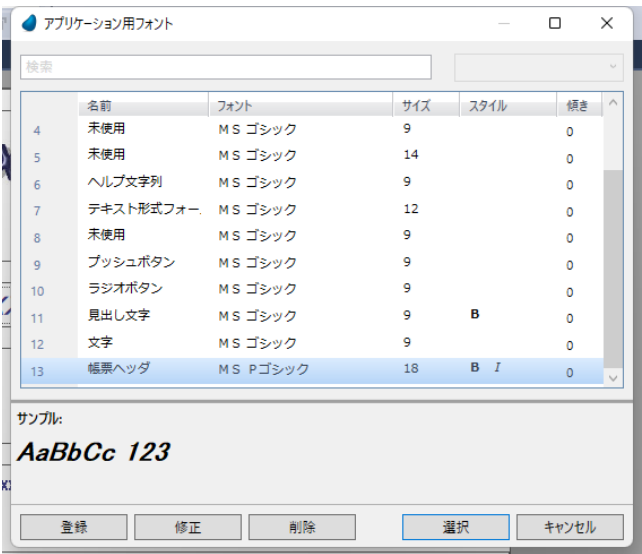 アプリケーション用フォント
検索
名前 フォント サイズ スタイル 傾き
4 未使用 ＭＳ ゴシック 9 0
5 未使用 ＭＳ ゴシック 14 0
6 ヘルプ文字列 ＭＳ ゴシック 9 0
7 テキスト形式フォー. ＭＳ ゴシック 12 0
8 未使用 ＭＳ ゴシック 9 0
9 プッシュボタン ＭＳ ゴシック 9 0
10 ラジオボタン ＭＳ ゴシック 9 0
11 見出し文字 ＭＳ ゴシック 9 B 0
12 文字 ＭＳ ゴシック 9 0
13 帳票ヘッダ ＭＳ Ｐゴシック 18 B I 0
サンプル:
AaBbCc 123
登録 修正 削除 選択 キャンセル